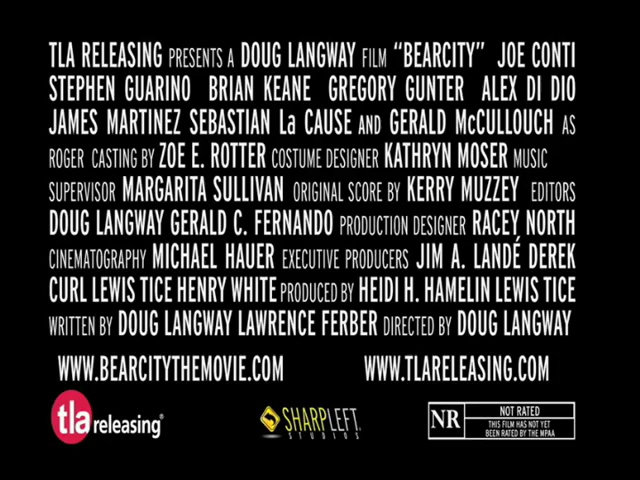 TLA RELEASING PRESENTS A DOUG LANGWAY FILM “BEARCITY” JOE CONTI
STEPHEN GUARINO BRIAN KEANE GREGORY GUNTER ALEX DI DIO
JAMES MARTINEZ SEBASTIAN La CAUSE AND GERALD McCULLOUCH AS
ROGER CASTING BY ZOE E. ROTTER COSTUME DESIGNER KATHRYN MOSER MUSIC
SUPERVISOR MARGARITA SULLIVAN ORIGINAL SCORE BY KERRY MUZZEY EDITORS
DOUG LANGWAY GERALD C. FERNANDO PRODUCTION DESIGNER RACEY NORTH
CINEMATOGRAPHY MICHAEL HAUER EXECUTIVE PRODUCERS JIM A. LANDÉ DEREK
CURL LEWIS TICE HENRY WHITE PRODUCED BY HEIDI H. HAMELIN LEWIS TICE
WRITTEN BY DOUG LANGWAY LAWRENCE FERBER DIRECTED BY DOUG LANGWAY
WWW.BEARCITYTHEMOVIE.COM WWW.TLARELEASING.COM
tla releasing®
SHARPLEFT
STUDIOS
NR NOT RATED
THIS FILM HAS NOT YET
BEEN RATED BY THE MPAA